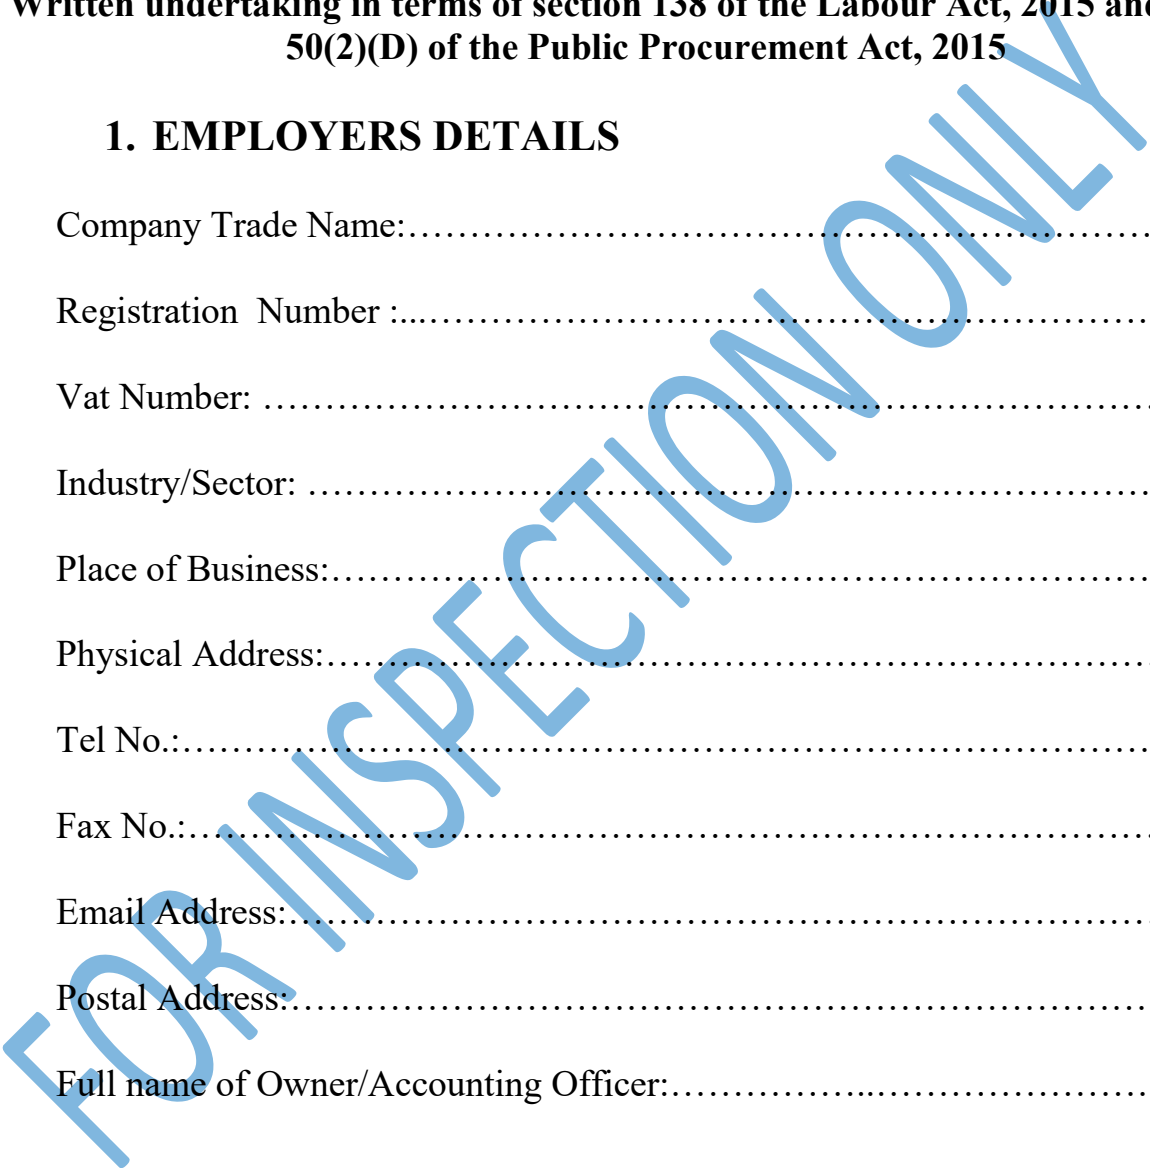 Written undertaking in terms of section 138 of the Labour Act, 2015 and
50(2)(D) of the Public Procurement Act, 2015
1. EMPLOYERS DETAILS
Company Trade Name:……………………………………………………
Registration  Number :...……………………………………………………
Vat Number: ……………………………………………………………
Industry/Sector: …………………………………………………………
Place of Business:………………………………………………………
Physical Address:………………………………………………………
Tel No.:…………………………………………………………………
Fax No.:…………………………………………………………………
Email Address:……………………………………………………………
Postal Address:……………………………………………………………
Full name of Owner/Accounting Officer:……………..……………………
FOR INSPECTION ONLY